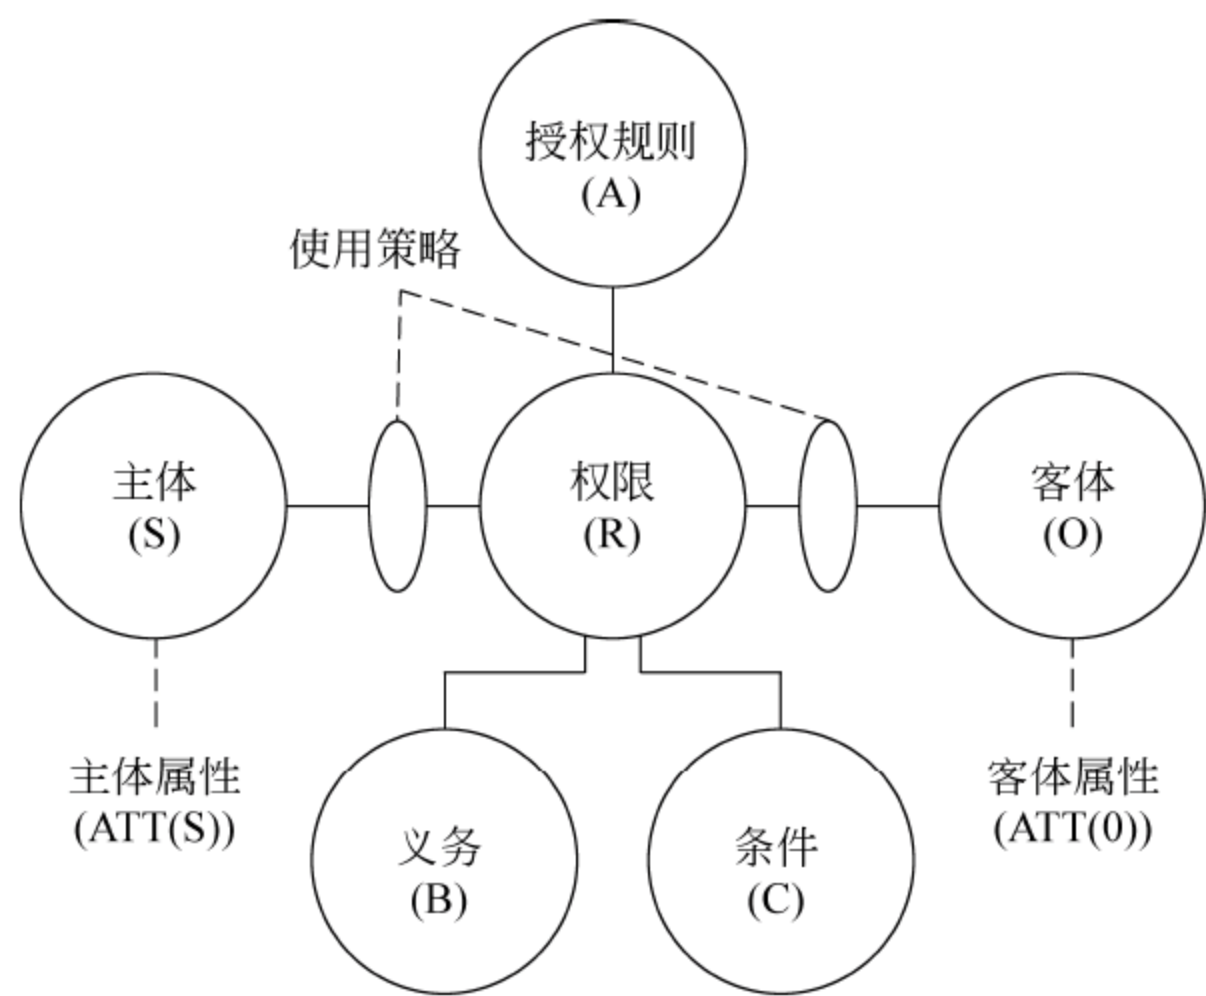 授权规则
(A)
使用策略
主体
(S)
权限
(R)
客体
(O)
主体属性
(ATT(S))
客体属性
(ATT(0))
义务
(B)
条件
(C)